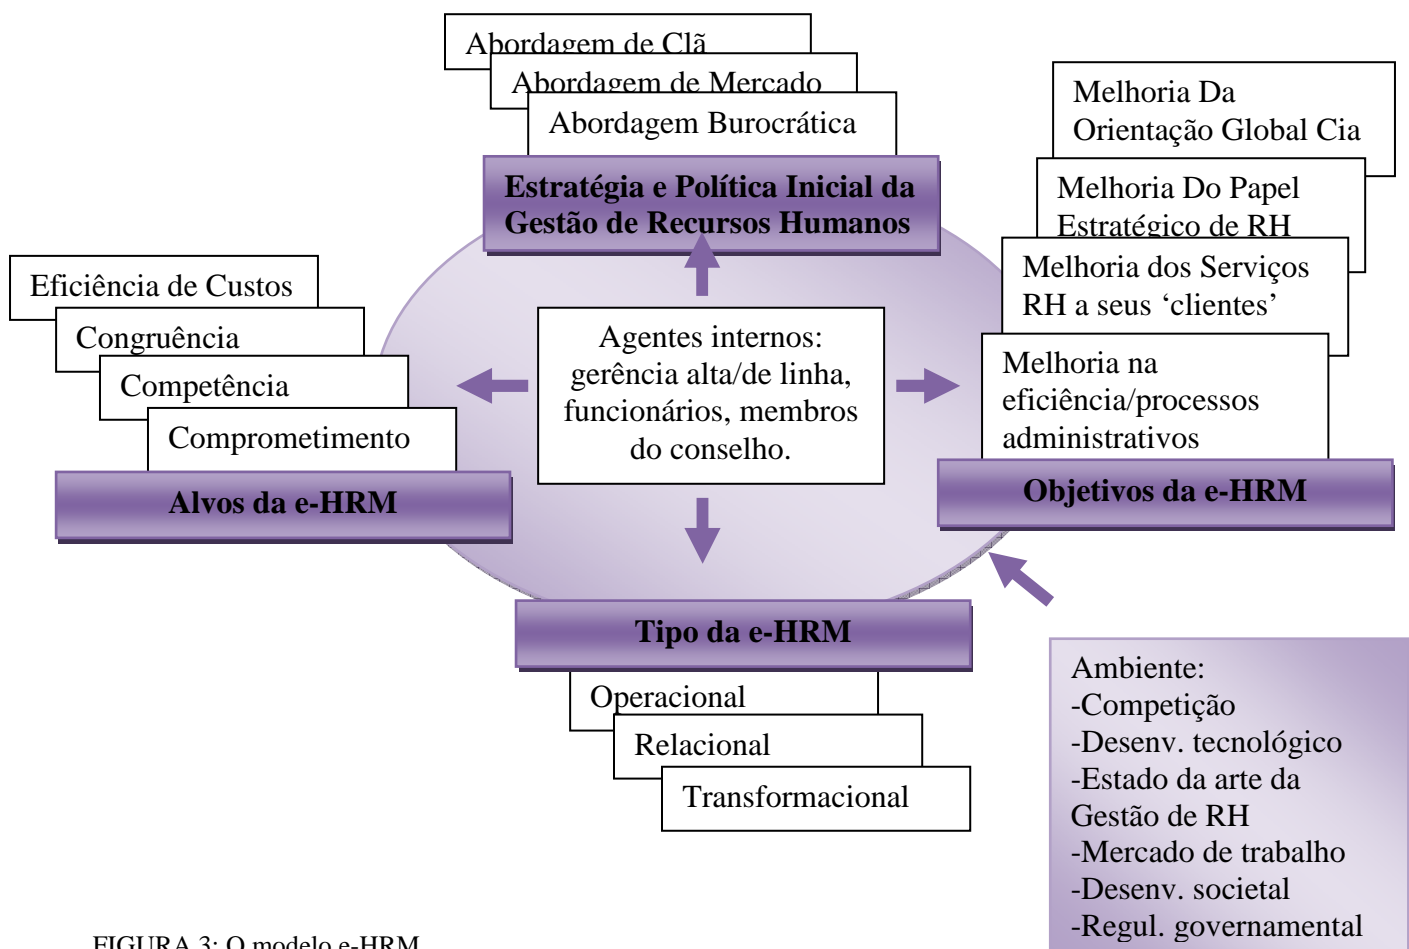 Abordagem de Clã
Abordagem de Mercado
Abordagem Burocrática
Estratégia e Política Inicial da
Gestão de Recursos Humanos
Melhoria Da
Orientação Global Cia
Melhoria Do Papel
Estratégico de RH
Melhoria dos Serviços
RH a seus ‘clientes’
Melhoria na
eficiência/processos
administrativos
Objetivos da e-HRM
Eficiência de Custos
Congruência
Competência
Comprometimento
Alvos da e-HRM
Agentes internos:
gerência alta/de linha,
funcionários, membros
do conselho.
Tipo da e-HRM
Operacional
Relacional
Transformacional
Ambiente:
-Competição
-Desenv. tecnológico
-Estado da arte da
Gestão de RH
-Mercado de trabalho
-Desenv. societal
-Regul. governamental
FIGURA 3: O modelo e-HRM